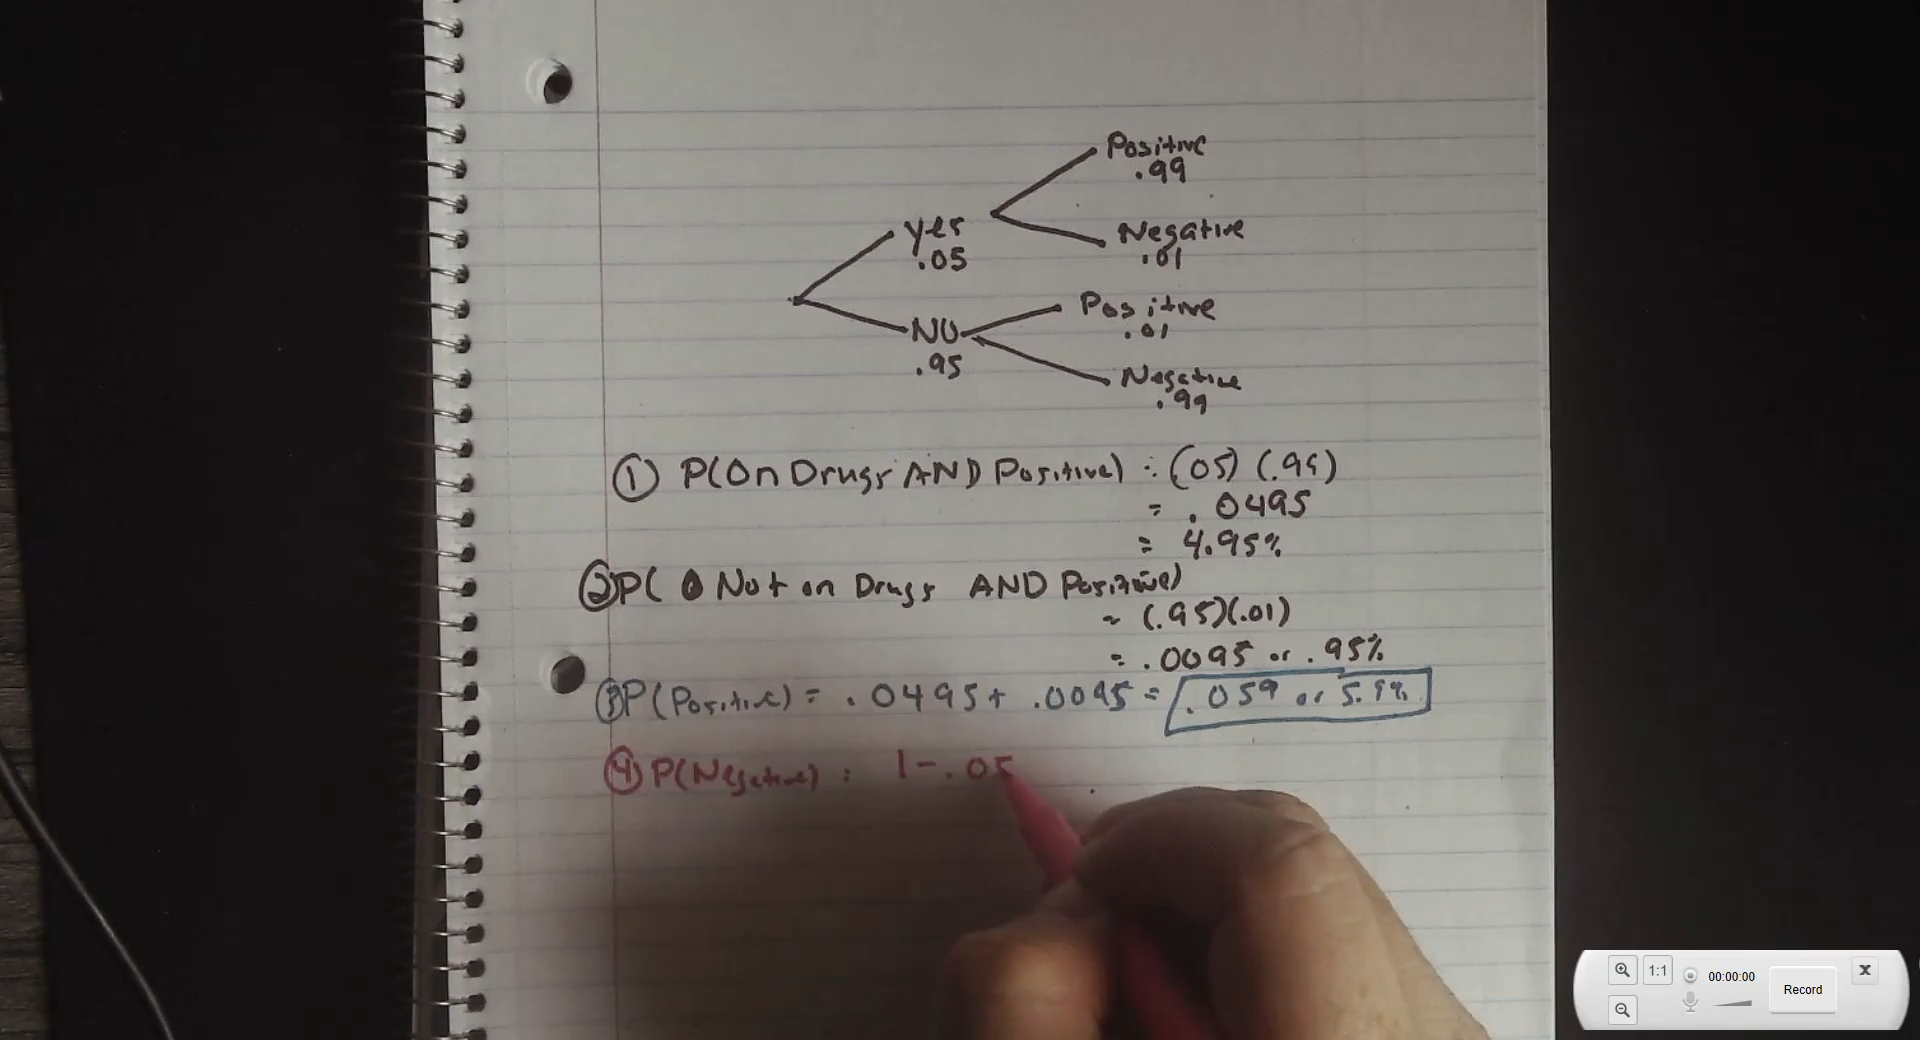 Positive
.99
Yes
.05
Negative
.01
Positive
.01
NO
.95
Negative
.99
① P(On Drugs AND Positive) : (05) (.99)
= . 0495
= 4.95%
② P( Not on Drugs AND Positive)
= (.95)(.01)
= .0095 or .95%
③ P(Positive) = .0495 + .0095 = .059 or 5.9%
④ P(Negative) : 1 - .05
1:1
00:00:00
Record
X